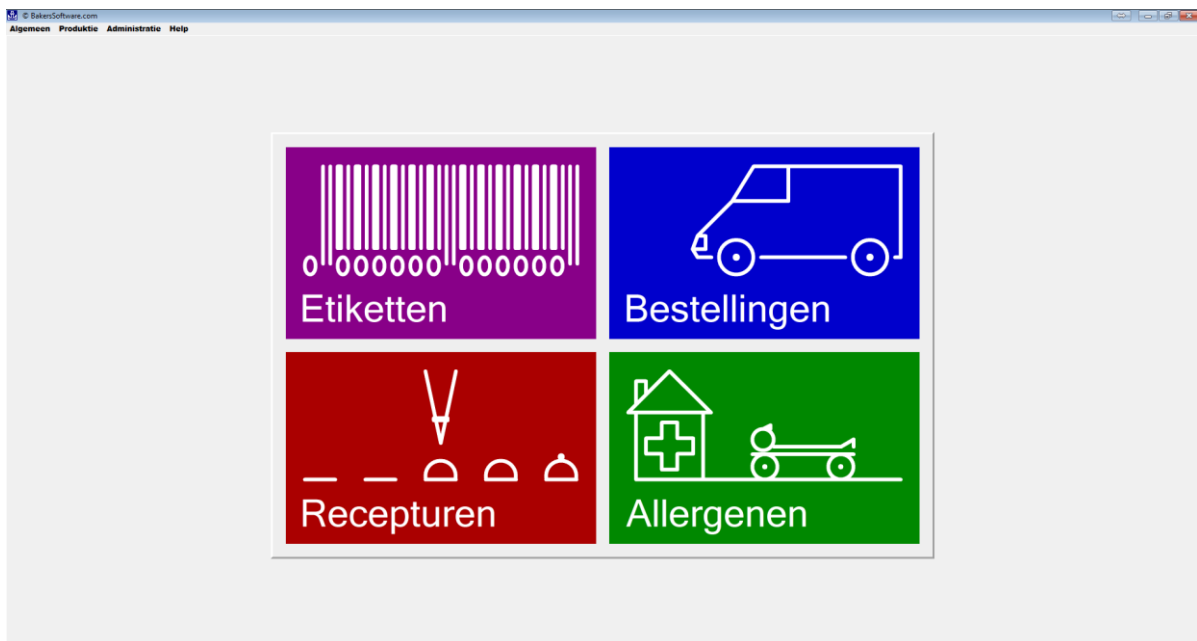 © BakersSoftware.com
Algemeen Produktie Administratie Help
0 000000 000000
Etiketten
Bestellingen
Recepturen
Allergenen